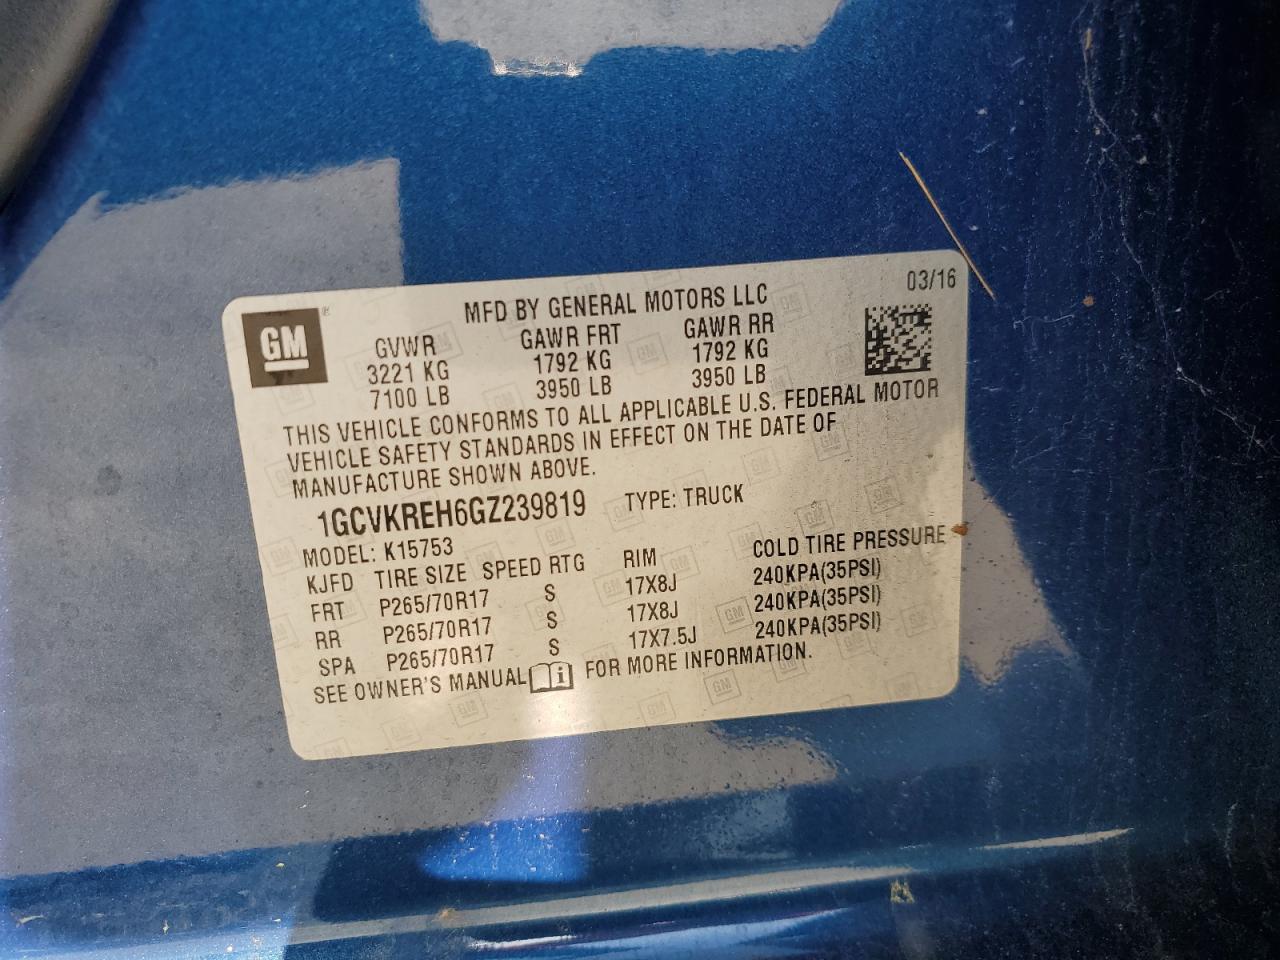 03/16
GM
MFD BY GENERAL MOTORS LLC
GVWR GAWR FRT GAWR RR
3221 KG 1792 KG 1792 KG
7100 LB 3950 LB 3950 LB
THIS VEHICLE CONFORMS TO ALL APPLICABLE U.S. FEDERAL MOTOR
VEHICLE SAFETY STANDARDS IN EFFECT ON THE DATE OF
MANUFACTURE SHOWN ABOVE.
1GCVKREH6GZ239819 TYPE: TRUCK
MODEL: K15753
KJFD TIRE SIZE SPEED RTG RIM COLD TIRE PRESSURE
FRT P265/70R17 S 17X8J 240KPA(35PSI)
RR P265/70R17 S 17X8J 240KPA(35PSI)
SPA P265/70R17 S 17X7.5J 240KPA(35PSI)
SEE OWNER'S MANUAL i FOR MORE INFORMATION.